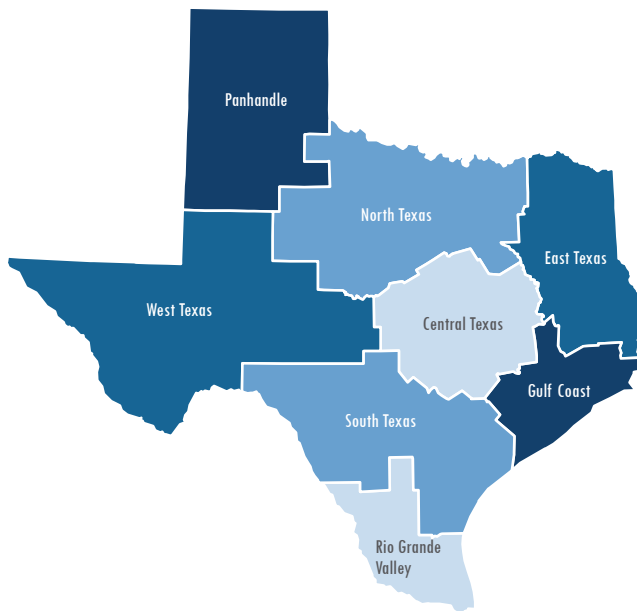 Panhandle
North Texas
East Texas
West Texas
Central Texas
Gulf Coast
South Texas
Rio Grande
Valley